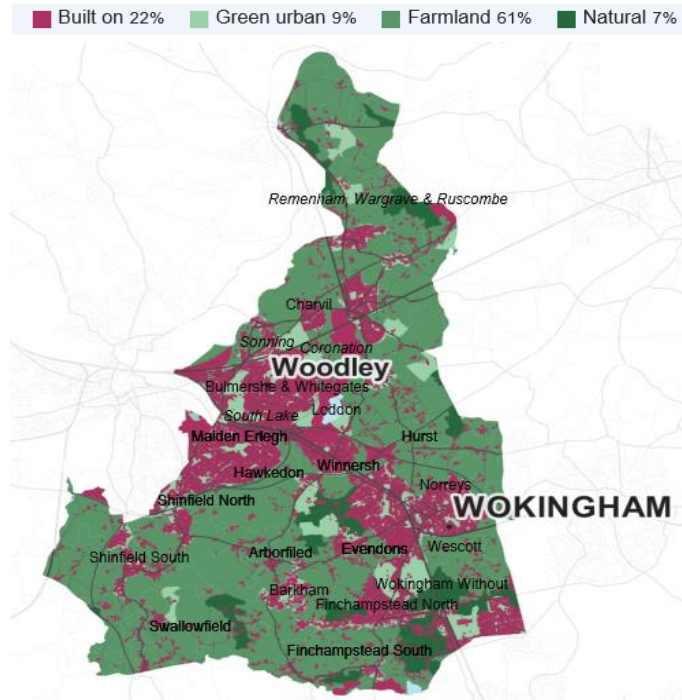 Built on 22% Green urban 9% Farmland 61% Natural 7%
Remenham, Wargrave & Ruscombe
Charvil
Sonning
Coronation
Woodley
Bulmershe & Whitegates
Loddon
South Lake
Maiden Erlegh
Hurst
Hawkedon
Winnersh
Norreys
Shinfield North
WOKINGHAM
Shinfield South
Arborfiled
Evendons
Wescott
Barkham
Wokingham Without
Finchampstead North
Swallowfield
Finchampstead South